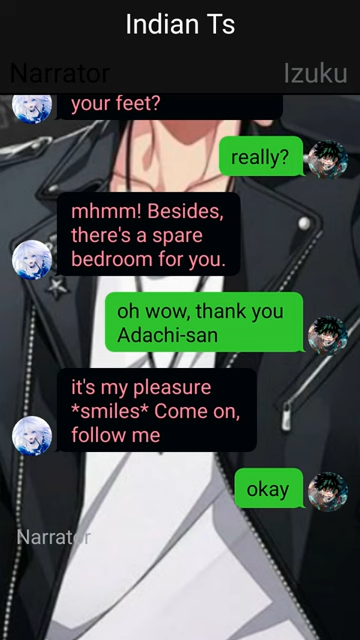 Indian Ts
Narrator
Izuku
your feet?
really?
mhmm! Besides,
there's a spare
bedroom for you.
oh wow, thank you
Adachi-san
it's my pleasure
*smiles* Come on,
follow me
okay
Narrator